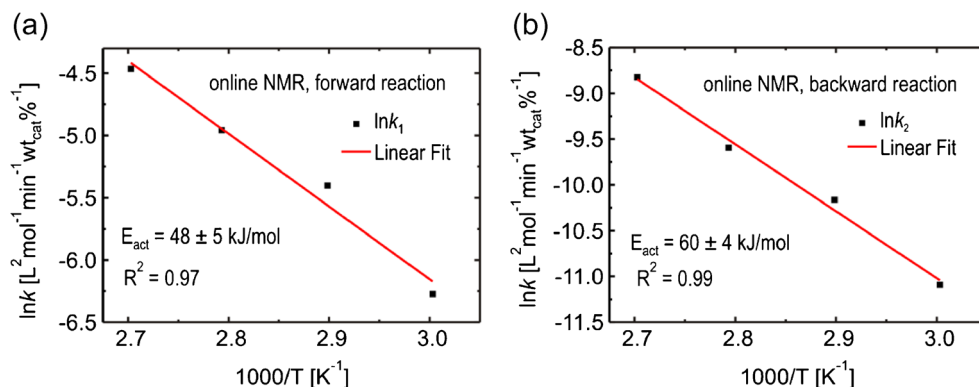 (a)
online NMR, forward reaction
lnk₁
Linear Fit
E_act = 48 ± 5 kJ/mol
R² = 0.97
lnk [L²mol⁻¹min⁻¹wt_cat%⁻¹]
-4.5
-5.0
-5.5
-6.0
-6.5
2.7 2.8 2.9 3.0
1000/T [K⁻¹]
(b)
online NMR, backward reaction
lnk₂
Linear Fit
E_act = 60 ± 4 kJ/mol
R² = 0.99
lnk [L²mol⁻¹min⁻¹wt_cat%⁻¹]
-8.5
-9.0
-9.5
-10.0
-10.5
-11.0
-11.5
2.7 2.8 2.9 3.0
1000/T [K⁻¹]